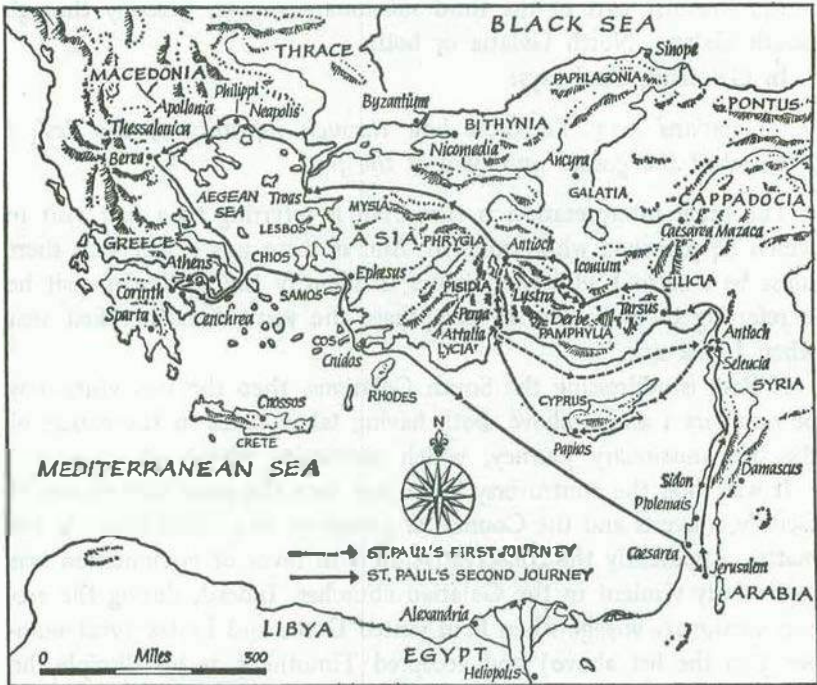 BLACK SEA
THRACE
Sinope
MACEDONIA
PAPHLAGONIA
Philippi
Apollonia
Neapolis
Byzantium
PONTUS
BITHYNIA
Thessalonica
Nicomedia
Ancyra
Berea
GALATIA
AEGEAN
SEA
Troas
MYSIA
CAPPADOCIA
LESBOS
SIA
PHRYGIA
Antioch
Caesarea Mazaca
GREECE
CHIOS
Iconium
Athens
Ephesus
CILICIA
PISIDIA
Lystra
SAMOS
Corinth
Perga
Derbe
Tarsus
Sparta
Cenchrea
Attalia
PAMPHYLIA
Antioch
LYCIA
COS
Seleucia
Cnidos
SYRIA
RHODES
CYPRUS
Cnossus
CRETE
Paphos
N
Damascus
MEDITERRANEAN SEA
Sidon
Ptolemais
ST. PAUL'S FIRST JOURNEY
Caesarea
Jerusalem
ST. PAUL'S SECOND JOURNEY
ARABIA
Alexandria
LIBYA
EGYPT
0 Miles 500
Heliopolis